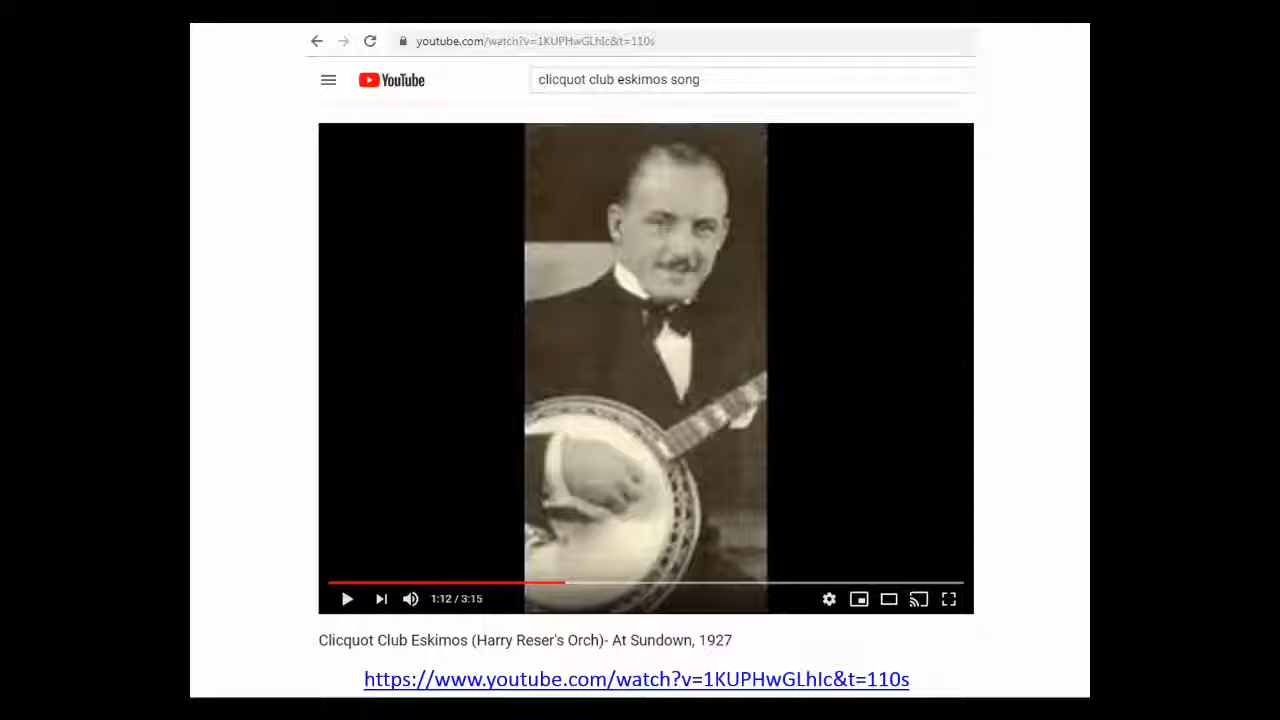 youtube.com/watch?v=1KUPHwGLhIc&t=110s
YouTube
clicquot club eskimos song
1:12 / 3:15
Clicquot Club Eskimos (Harry Reser's Orch)- At Sundown, 1927
https://www.youtube.com/watch?v=1KUPHwGLhIc&t=110s